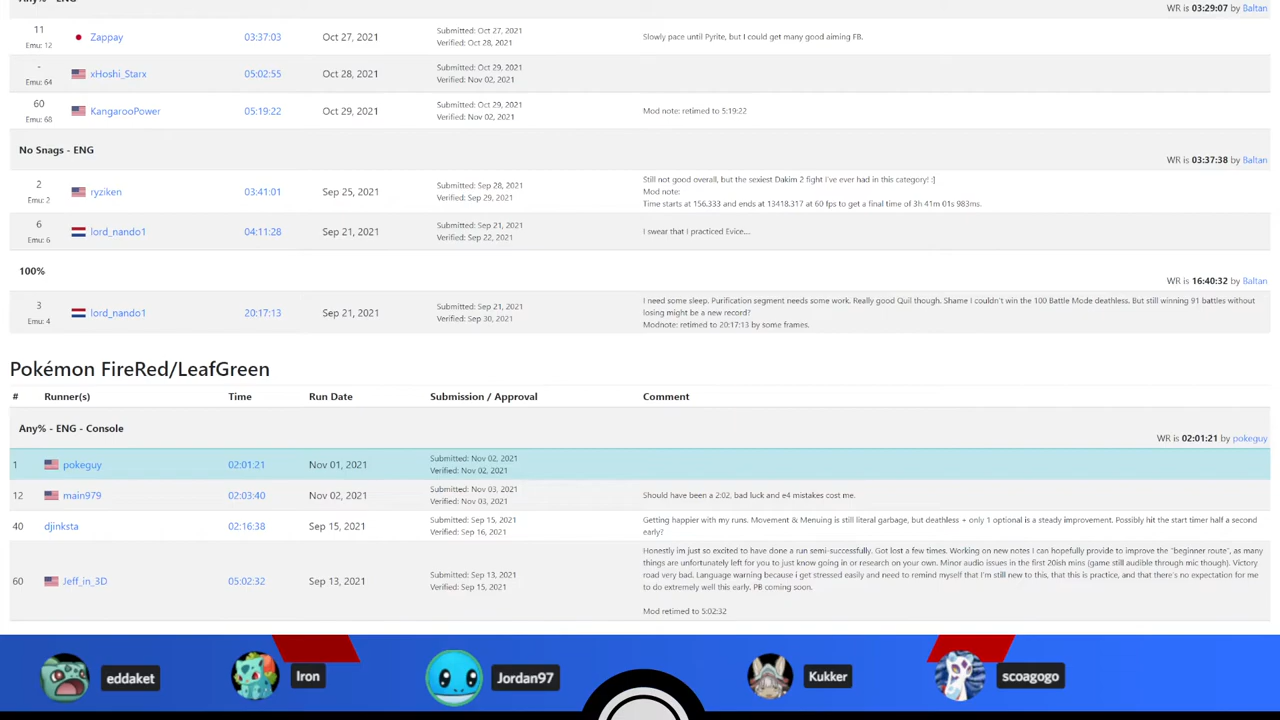 Any% - ENG
WR is 03:29:07 by Baltan
11 Zappay 03:37:03 Oct 27, 2021 Submitted: Oct 27, 2021 Slowly pace until Pyrite, but I could get many good aiming FB.
Emu: 12 Verified: Oct 28, 2021
- xHoshi_Starx 05:02:55 Oct 28, 2021 Submitted: Oct 29, 2021
Emu: 64 Verified: Nov 02, 2021
60 KangarooPower 05:19:22 Oct 29, 2021 Submitted: Oct 29, 2021 Mod note: retimed to 5:19:22
Emu: 68 Verified: Nov 02, 2021
No Snags - ENG
WR is 03:37:38 by Baltan
2 ryziken 03:41:01 Sep 25, 2021 Submitted: Sep 28, 2021 Still not good overall, but the sexiest Dakim 2 fight I've ever had in this category! :]
Emu: 2 Verified: Sep 29, 2021 Mod note:
Time starts at 156.333 and ends at 13418.317 at 60 fps to get a final time of 3h 41m 01s 983ms.
6 lord_nando1 04:11:28 Sep 21, 2021 Submitted: Sep 21, 2021 I swear that I practiced Evice...
Emu: 6 Verified: Sep 22, 2021
100%
WR is 16:40:32 by Baltan
3 lord_nando1 20:17:13 Sep 21, 2021 Submitted: Sep 21, 2021 I need some sleep. Purification segment needs some work. Really good Quil though. Shame I couldn't win the 100 Battle Mode deathless. But still winning 91 battles without
Emu: 4 Verified: Sep 30, 2021 losing might be a new record?
Modnote: retimed to 20:17:13 by some frames.
Pokémon FireRed/LeafGreen
# Runner(s) Time Run Date Submission / Approval Comment
Any% - ENG - Console
WR is 02:01:21 by pokeguy
1 pokeguy 02:01:21 Nov 01, 2021 Submitted: Nov 02, 2021
Verified: Nov 02, 2021
12 main979 02:03:40 Nov 02, 2021 Submitted: Nov 03, 2021 Should have been a 2:02, bad luck and e4 mistakes cost me.
Verified: Nov 03, 2021
40 djinksta 02:16:38 Sep 15, 2021 Submitted: Sep 15, 2021 Getting happier with my runs. Movement & Menuing is still literal garbage, but deathless + only 1 optional is a steady improvement. Possibly hit the start timer half a second
Verified: Sep 16, 2021 early?
60 Jeff_in_3D 05:02:32 Sep 13, 2021 Submitted: Sep 13, 2021 Honestly im just so excited to have done a run semi-successfully. Got lost a few times. Working on new notes I can hopefully provide to improve the "beginner route", as many
Verified: Sep 15, 2021 things are unfortunately left for you to just know going in or research on your own. Minor audio issues in the first 20ish mins (game still audible through mic though). Victory
road very bad. Language warning because i get stressed easily and need to remind myself that I'm still new to this, that this is practice, and that there's no expectation for me
to do extremely well this early. PB coming soon.
Mod retimed to 5:02:32
eddaket Iron Jordan97 Kukker scoagogo